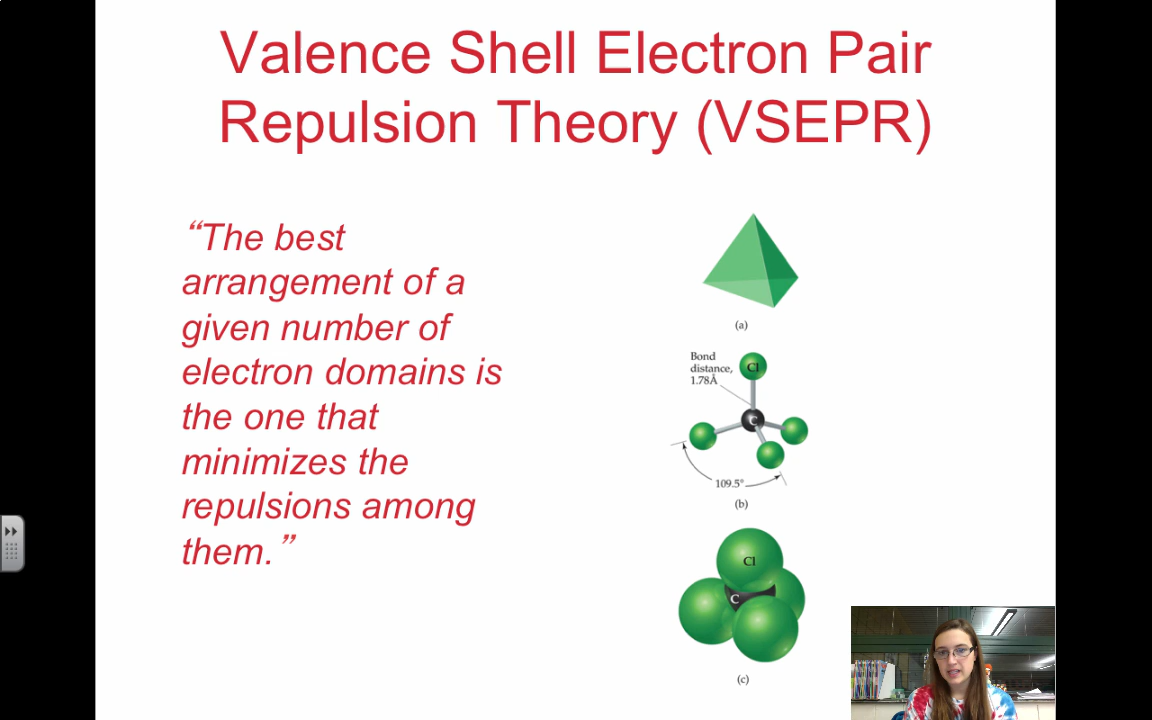 Valence Shell Electron Pair
Repulsion Theory (VSEPR)
“The best
arrangement of a
given number of
electron domains is
the one that
minimizes the
repulsions among
them.”
(a)
Bond
distance,
1.78Å
Cl
C
109.5°
(b)
Cl
C
(c)